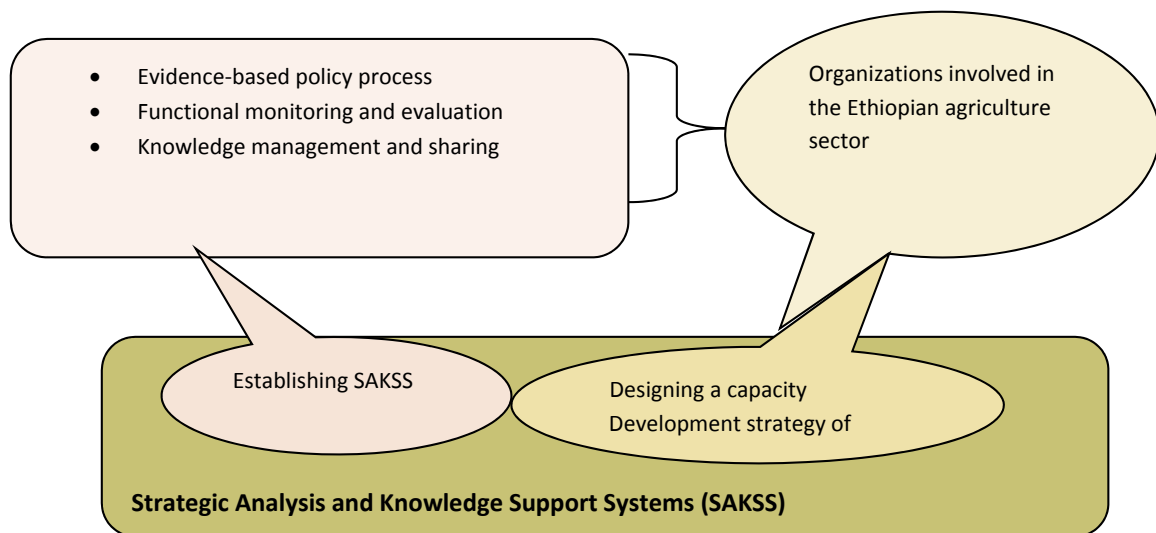 • Evidence-based policy process
• Functional monitoring and evaluation
• Knowledge management and sharing
Organizations involved in
the Ethiopian agriculture
sector
Establishing SAKSS
Designing a capacity
Development strategy of
Strategic Analysis and Knowledge Support Systems (SAKSS)